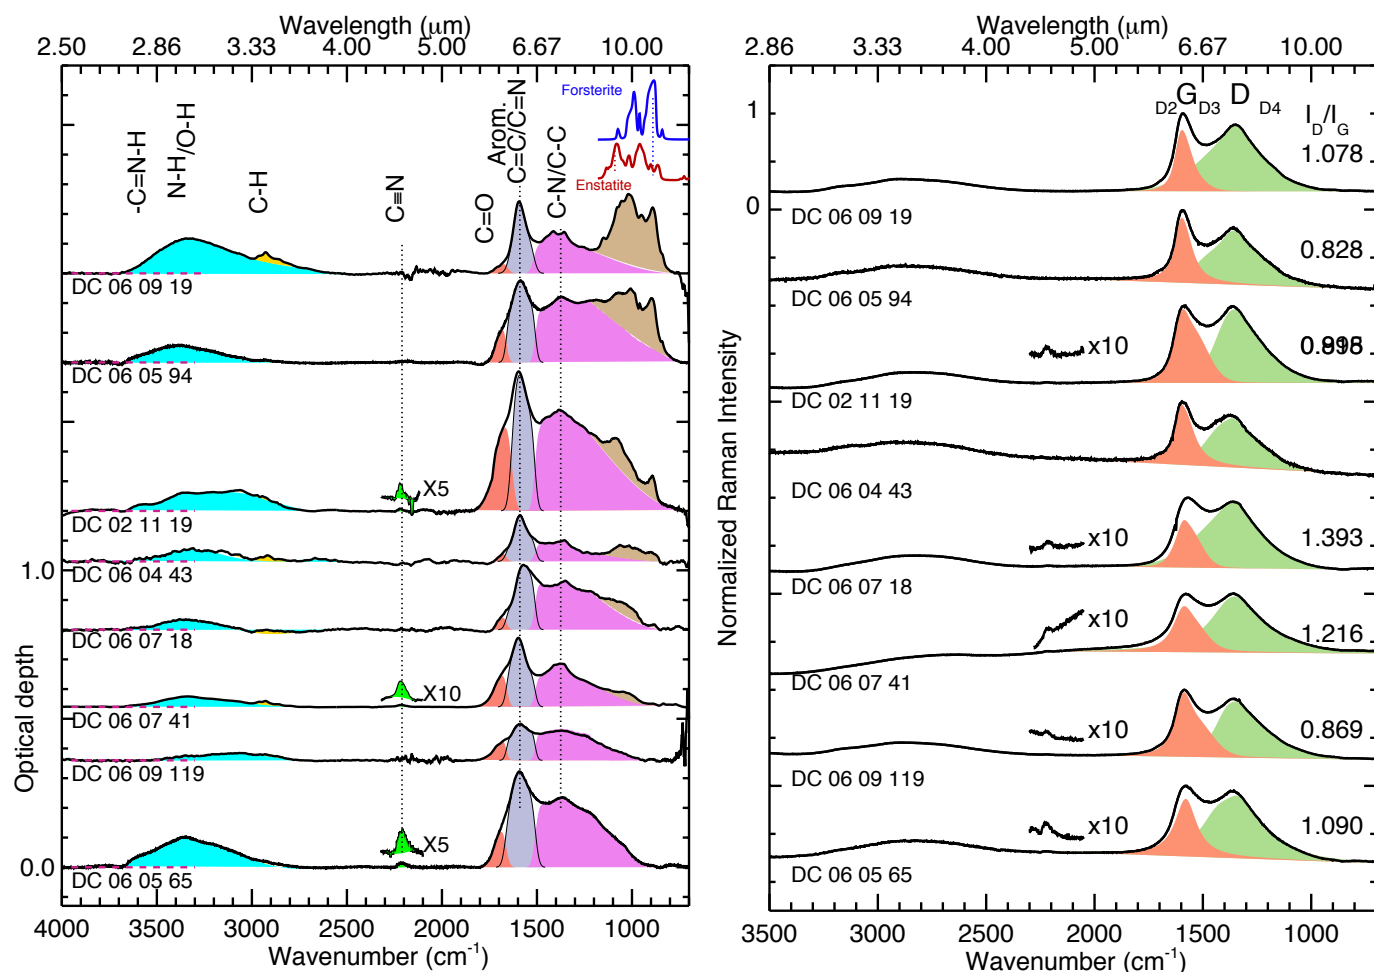 Wavelength (μm)
2.50 2.86 3.33 4.00 5.00 6.67 10.00
-C=N-H
N-H/O-H
C-H
C≡N
C=O
Arom.
C=C/C=N
C-N/C-C
Forsterite
Enstatite
DC 06 09 19
DC 06 05 94
X5
DC 02 11 19
DC 06 04 43
DC 06 07 18
X10
DC 06 07 41
DC 06 09 119
X5
DC 06 05 65
1.0
0.0
Optical depth
4000 3500 3000 2500 2000 1500 1000
Wavenumber (cm-1)
Wavelength (μm)
2.86 3.33 4.00 5.00 6.67 10.00
1
0
D2 G D3 D D4
ID/IG
1.078
DC 06 09 19
0.828
DC 06 05 94
x10
DC 02 11 19
DC 06 04 43
x10
1.393
DC 06 07 18
x10
1.216
DC 06 07 41
x10
0.869
DC 06 09 119
x10
1.090
DC 06 05 65
Normalized Raman Intensity
3500 3000 2500 2000 1500 1000
Wavenumber (cm-1)